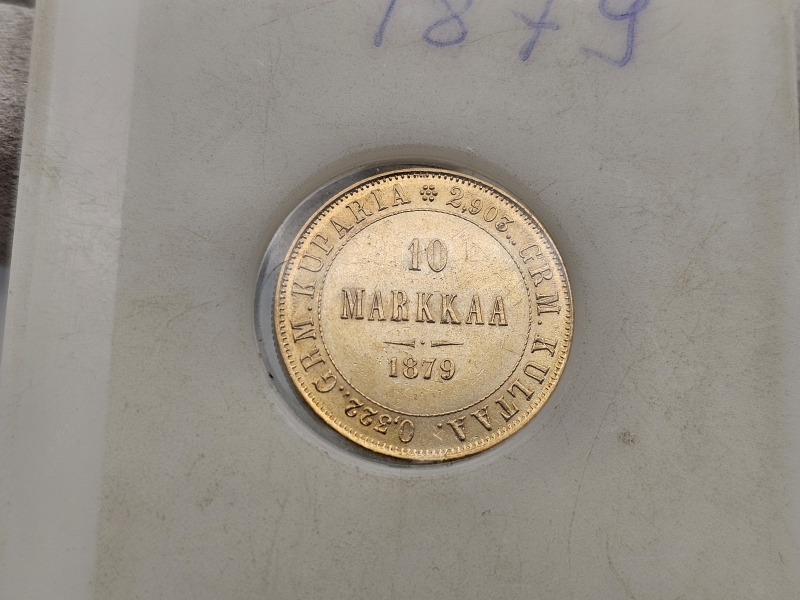 1879
10
MARKKAA
1879
2,903.. GRM. KULTAA. 0,322.. GRM. KUPARIA